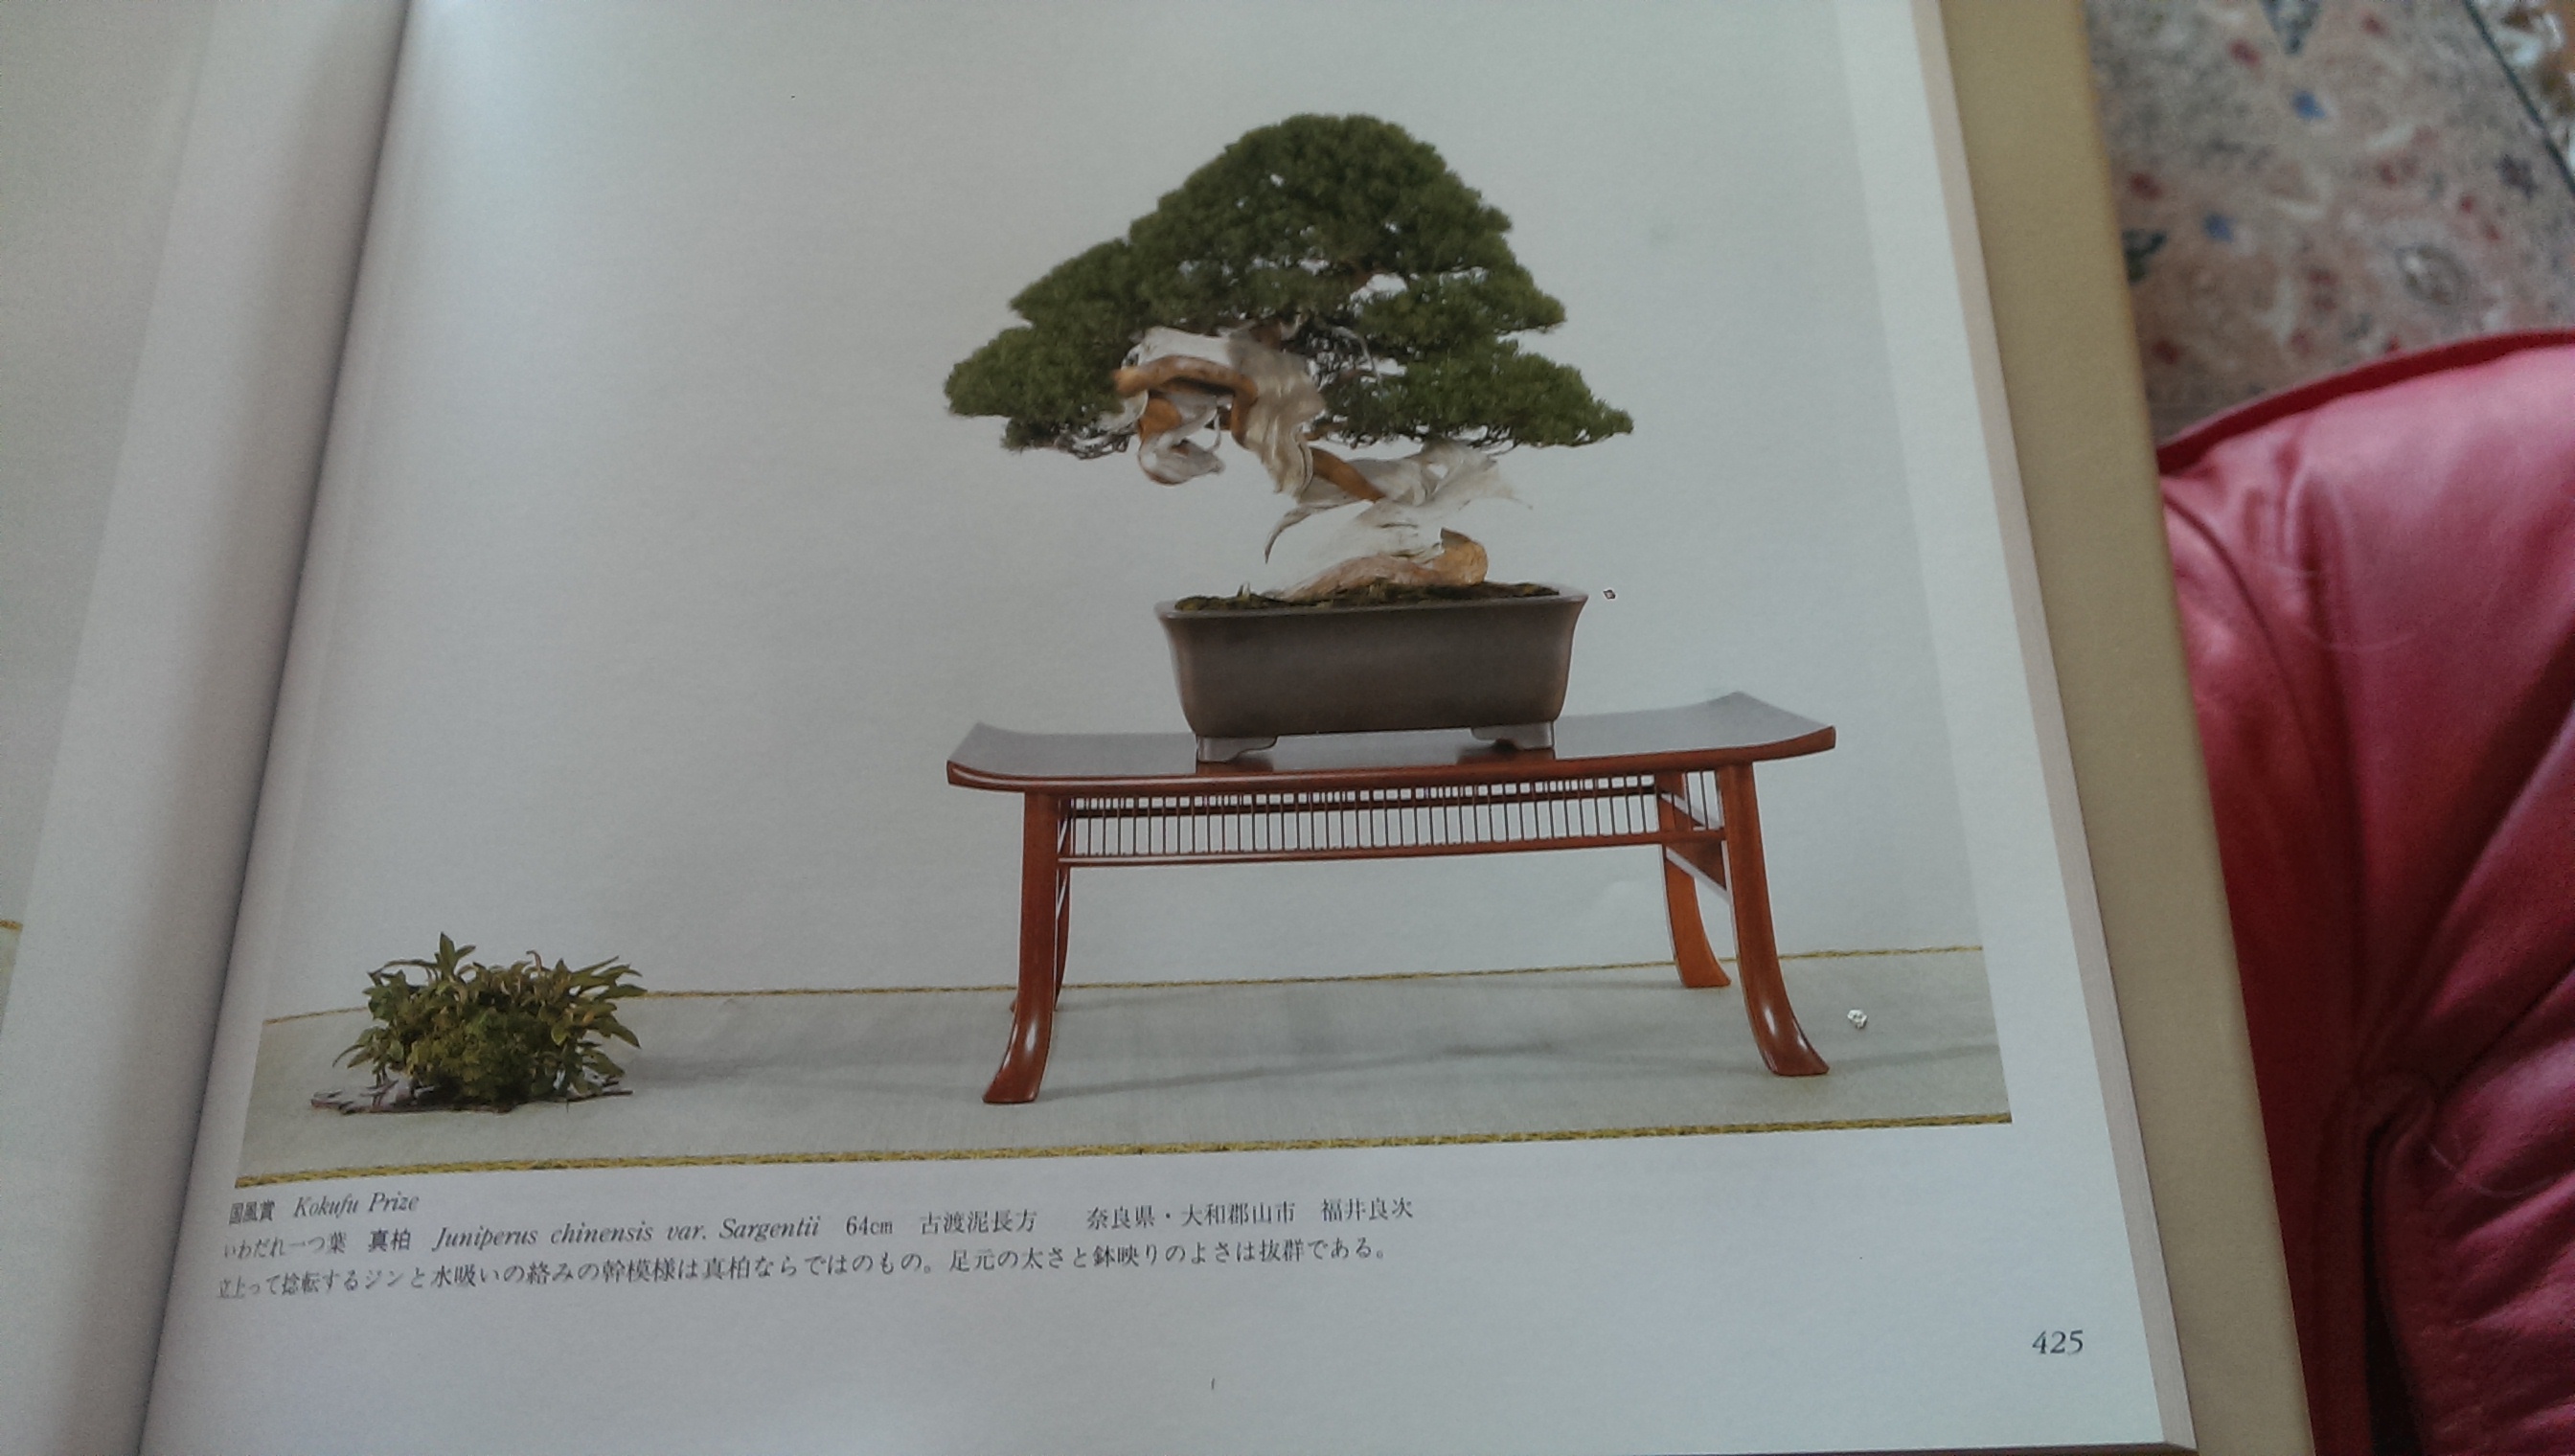 国風賞 Kokufu Prize
いわだれ一つ葉 真柏 Juniperus chinensis var. Sargentii 64cm 古渡泥長方 奈良県・大和郡山市 福井良次
立上って捻転するジンと水吸いの絡みの幹模様は真柏ならではのもの。足元の太さと鉢映りのよさは抜群である。
425